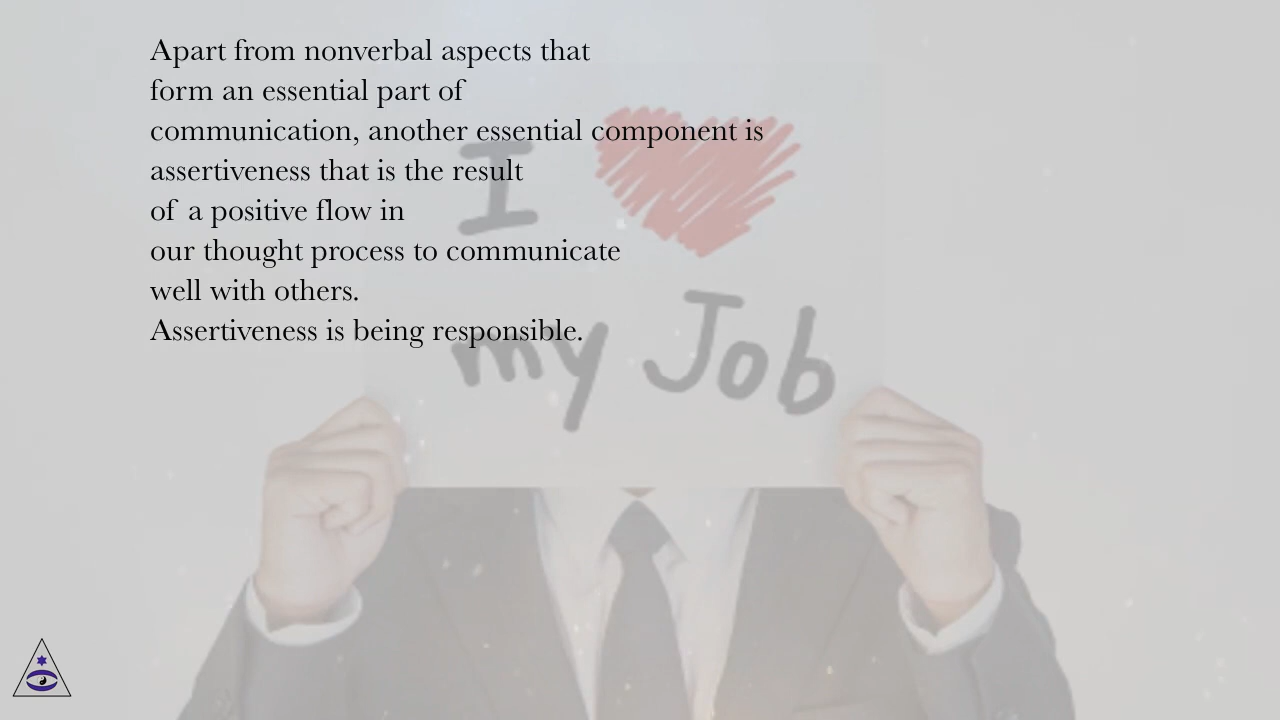 Apart from nonverbal aspects that
form an essential part of
communication, another essential component is
assertiveness that is the result
of a positive flow in
our thought process to communicate
well with others.
Assertiveness is being responsible.
I
my Job